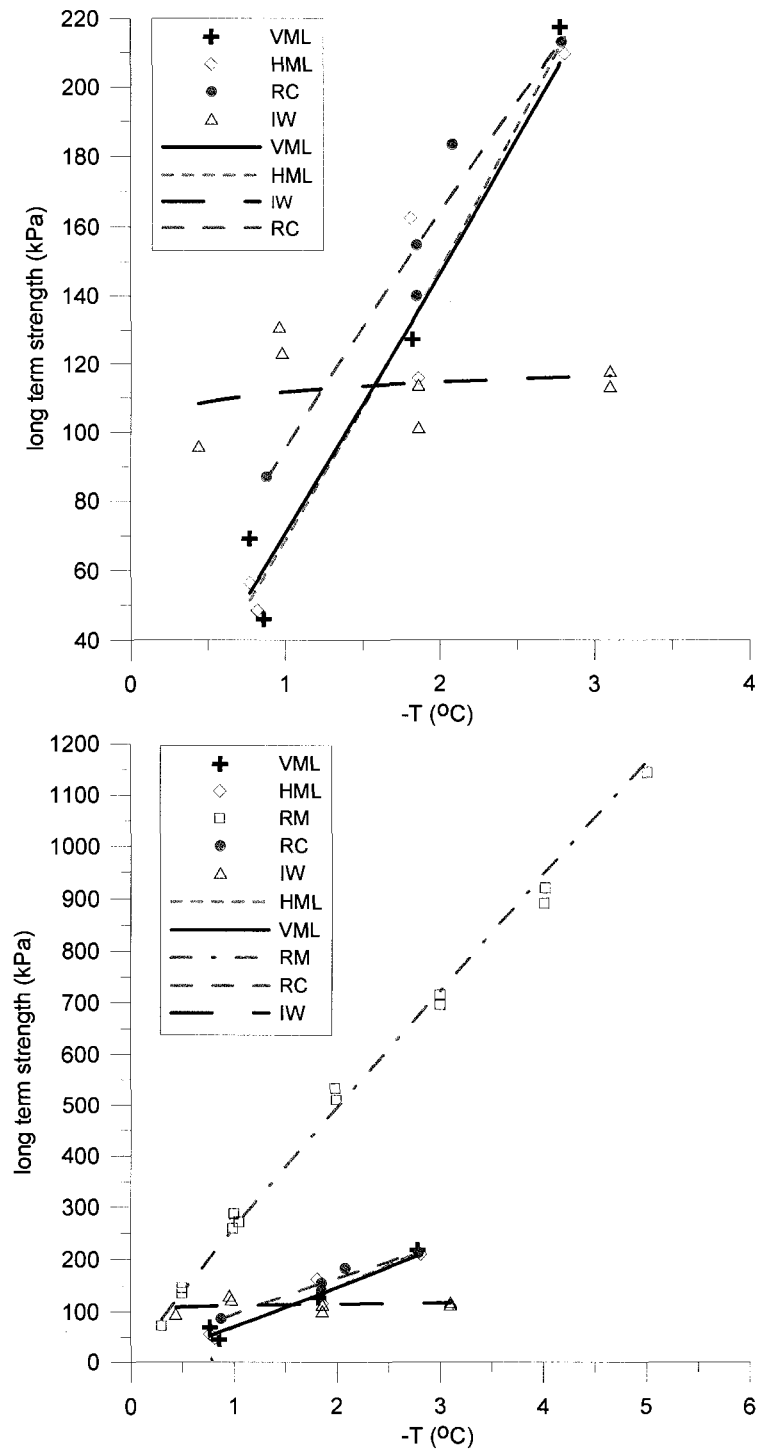 220
200
180
160
140
120
100
80
60
40
long term strength (kPa)
VML
HML
RC
IW
VML
HML
IW
RC
0
1
2
3
4
-T (ºC)
1200
1100
1000
900
800
700
600
500
400
300
200
100
0
long term strength (kPa)
VML
HML
RM
RC
IW
HML
VML
RM
RC
IW
0
1
2
3
4
5
6
-T (ºC)